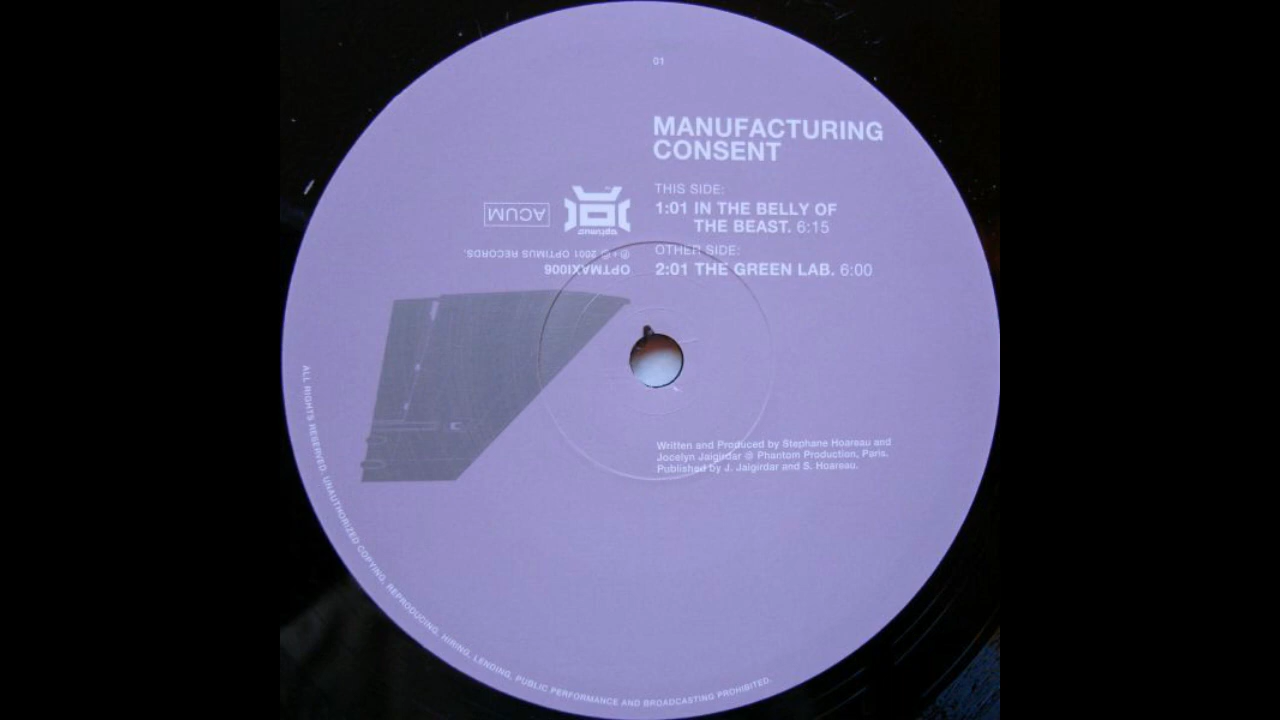 01
MANUFACTURING
CONSENT
THIS SIDE:
1:01 IN THE BELLY OF
THE BEAST. 6:15
OTHER SIDE:
2:01 THE GREEN LAB. 6:00
OPTMAXI006
℗ + © 2001 OPTIMUS RECORDS.
optimus
ACUM
Written and Produced by Stephane Hoareau and
Jocelyn Jaigirdar @ Phantom Production, Paris.
Published by J. Jaigirdar and S. Hoareau.
ALL RIGHTS RESERVED. UNAUTHORIZED COPYING, REPRODUCING, HIRING, LENDING, PUBLIC PERFORMANCE AND BROADCASTING PROHIBITED.